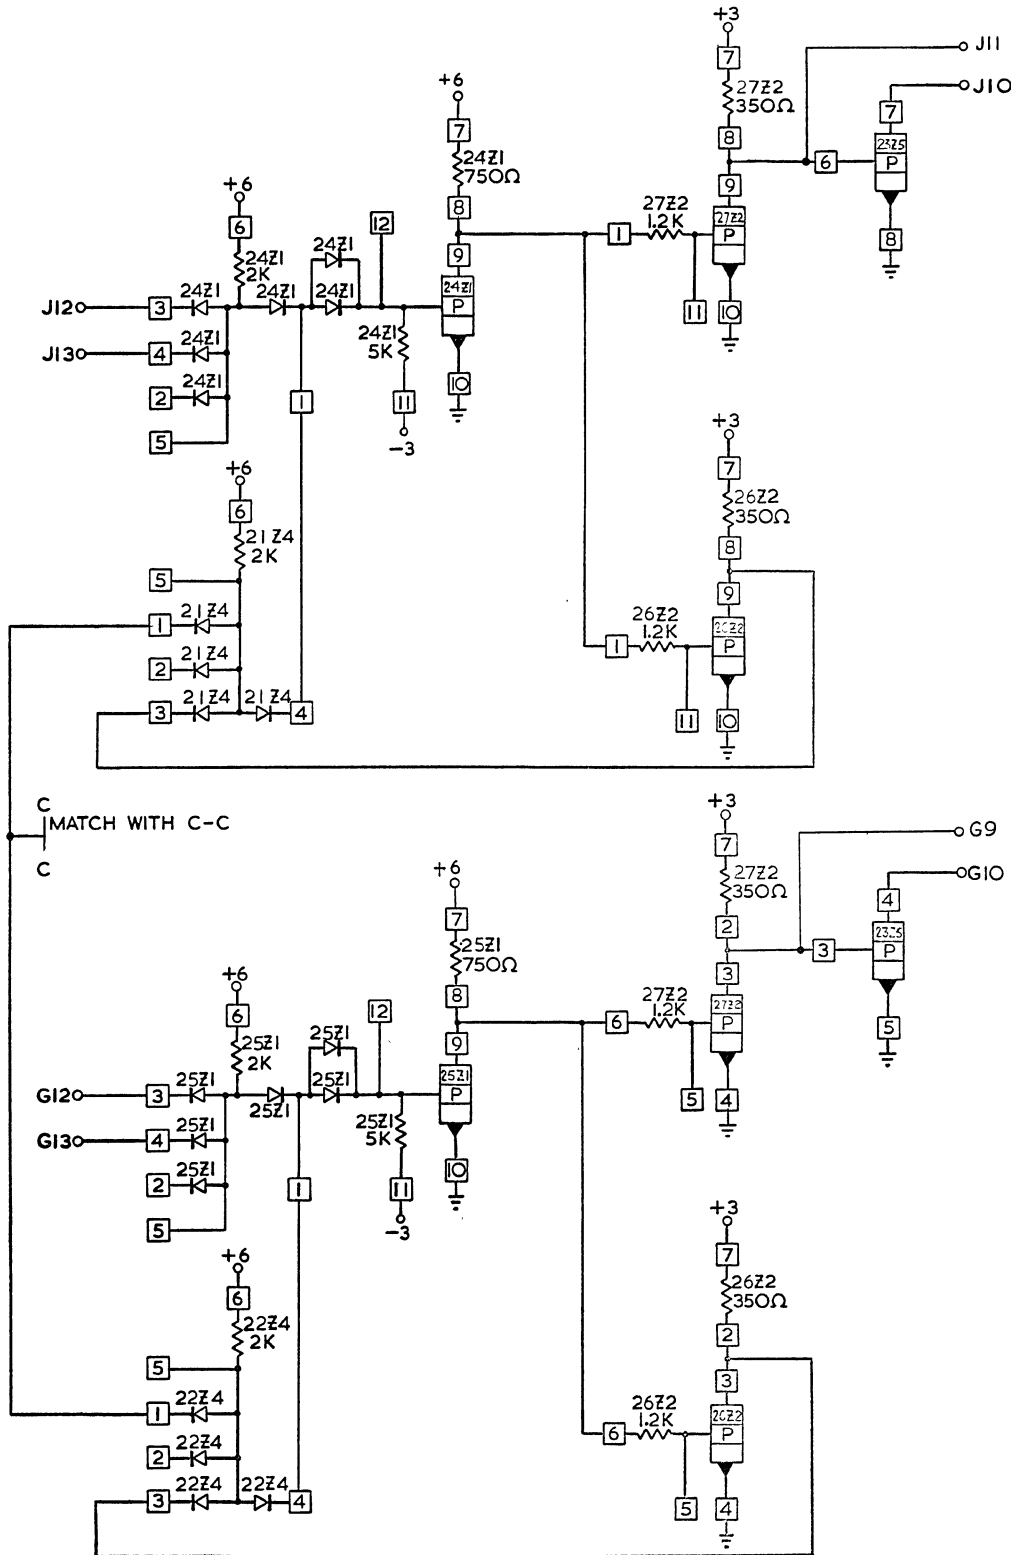 +3
J11
7
27Z2
350Ω
J10
+6
7
8
7
23Z5
P
6
24Z1
750Ω
+6
9
8
6
12
27Z2
1.2K
27Z2
P
8
24Z1
2K
24Z1
1
9
24Z1
P
J12
3
24Z1
24Z1
24Z1
11
10
24Z1
5K
J13
4
24Z1
10
2
24Z1
1
11
5
-3
+3
7
+6
6
26Z2
350Ω
21Z4
2K
8
5
9
1
21Z4
26Z2
1.2K
26Z2
P
1
2
21Z4
3
21Z4
21Z4
4
11
10
C
MATCH WITH C-C
C
+3
G9
7
+6
27Z2
350Ω
G10
4
7
2
23Z5
P
3
25Z1
750Ω
3
+6
8
27Z2
1.2K
27Z2
P
6
12
6
5
25Z1
2K
25Z1
9
25Z1
P
G12
3
25Z1
25Z1
25Z1
5
4
25Z1
5K
G13
4
25Z1
10
2
25Z1
1
11
5
-3
+3
7
+6
6
26Z2
350Ω
22Z4
2K
2
5
3
1
22Z4
26Z2
1.2K
26Z2
P
6
2
22Z4
3
22Z4
22Z4
4
5
4